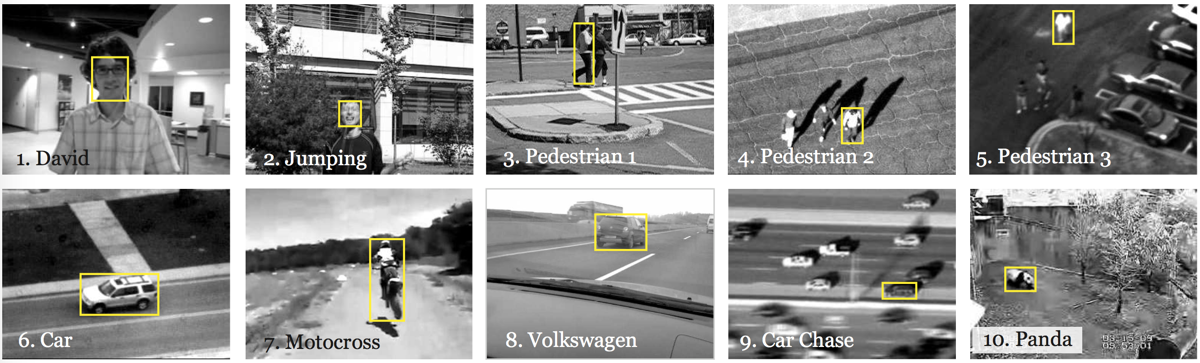 1. David
2. Jumping
3. Pedestrian 1
4. Pedestrian 2
5. Pedestrian 3
6. Car
7. Motocross
8. Volkswagen
9. Car Chase
10. Panda